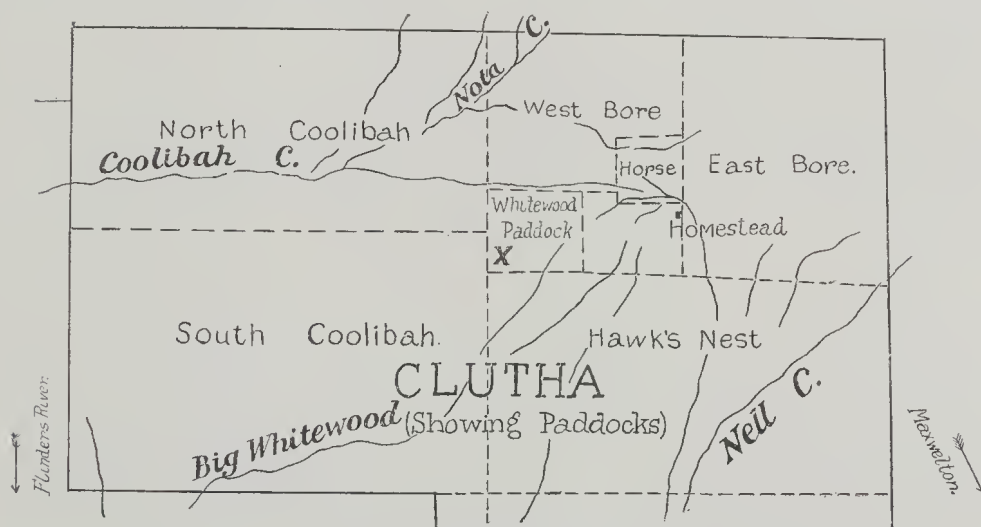 Nota C.
West Bore
North Coolibah
Coolibah C.
Horse
East Bore.
Whitewood
Paddock
X
Homestead
South Coolibah.
Hawk's Nest
CLUTHA
(Showing Paddocks)
Big Whitewood
Nell C.
Flinders River.
Maxwelton.